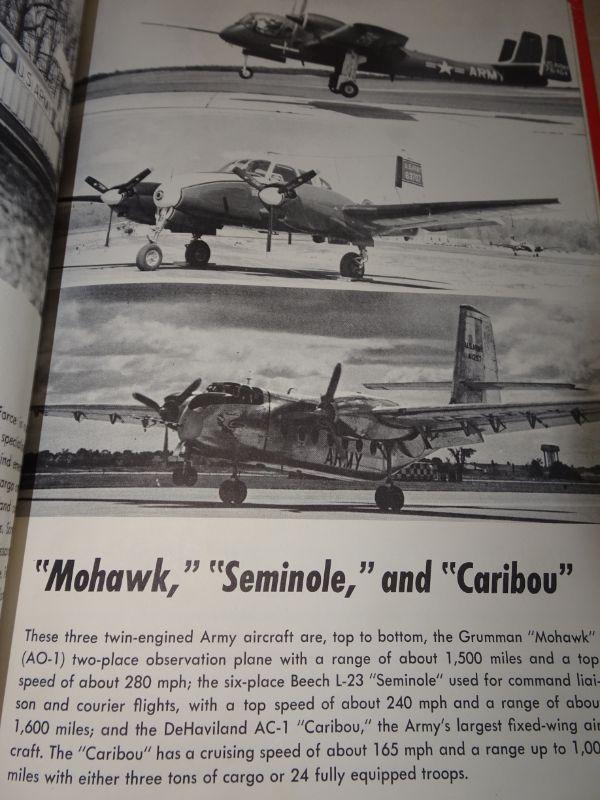 U.S. ARMY
ARMY
U.S. ARMY
"Mohawk," "Seminole," and "Caribou"
These three twin-engined Army aircraft are, top to bottom, the Grumman "Mohawk"
(AO-1) two-place observation plane with a range of about 1,500 miles and a top
speed of about 280 mph; the six-place Beech L-23 "Seminole" used for command liai-
son and courier flights, with a top speed of about 240 mph and a range of abou
1,600 miles; and the DeHaviland AC-1 "Caribou," the Army's largest fixed-wing air
craft. The "Caribou" has a cruising speed of about 165 mph and a range up to 1,00
miles with either three tons of cargo or 24 fully equipped troops.